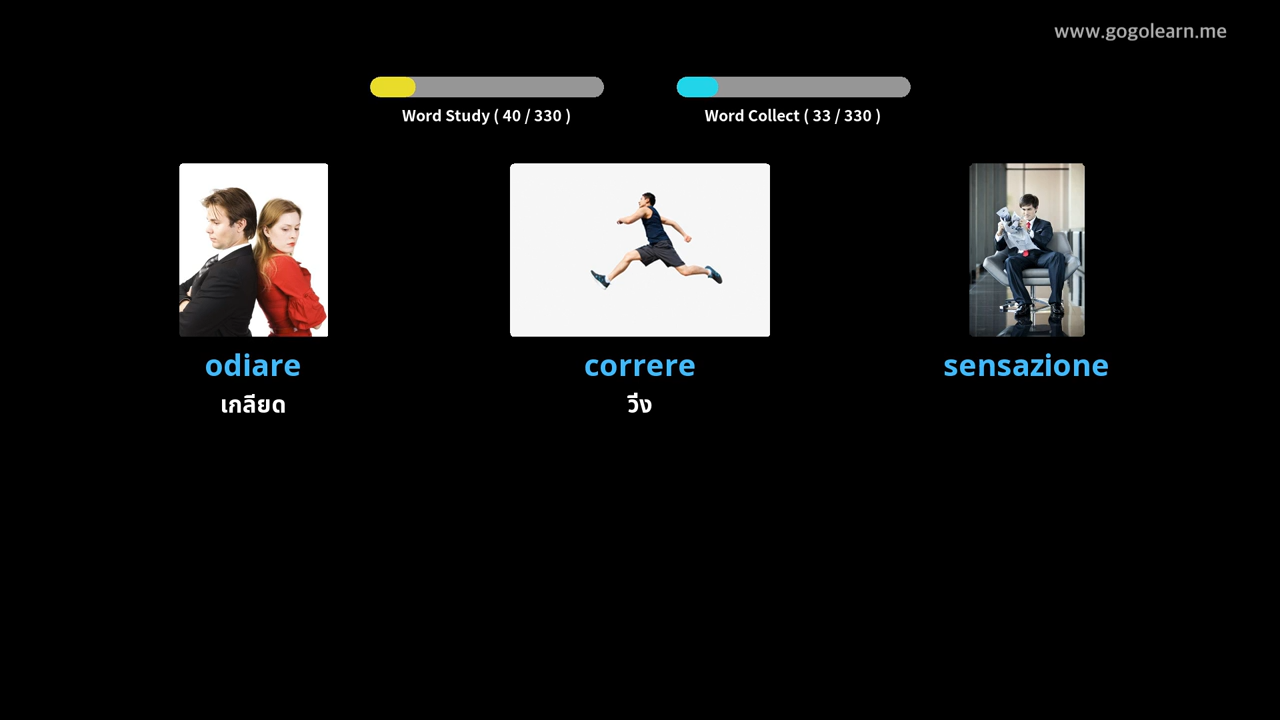 www.gogolearn.me
Word Study ( 40 / 330 )
Word Collect ( 33 / 330 )
odiare
correre
sensazione
เกลียด
วิ่ง